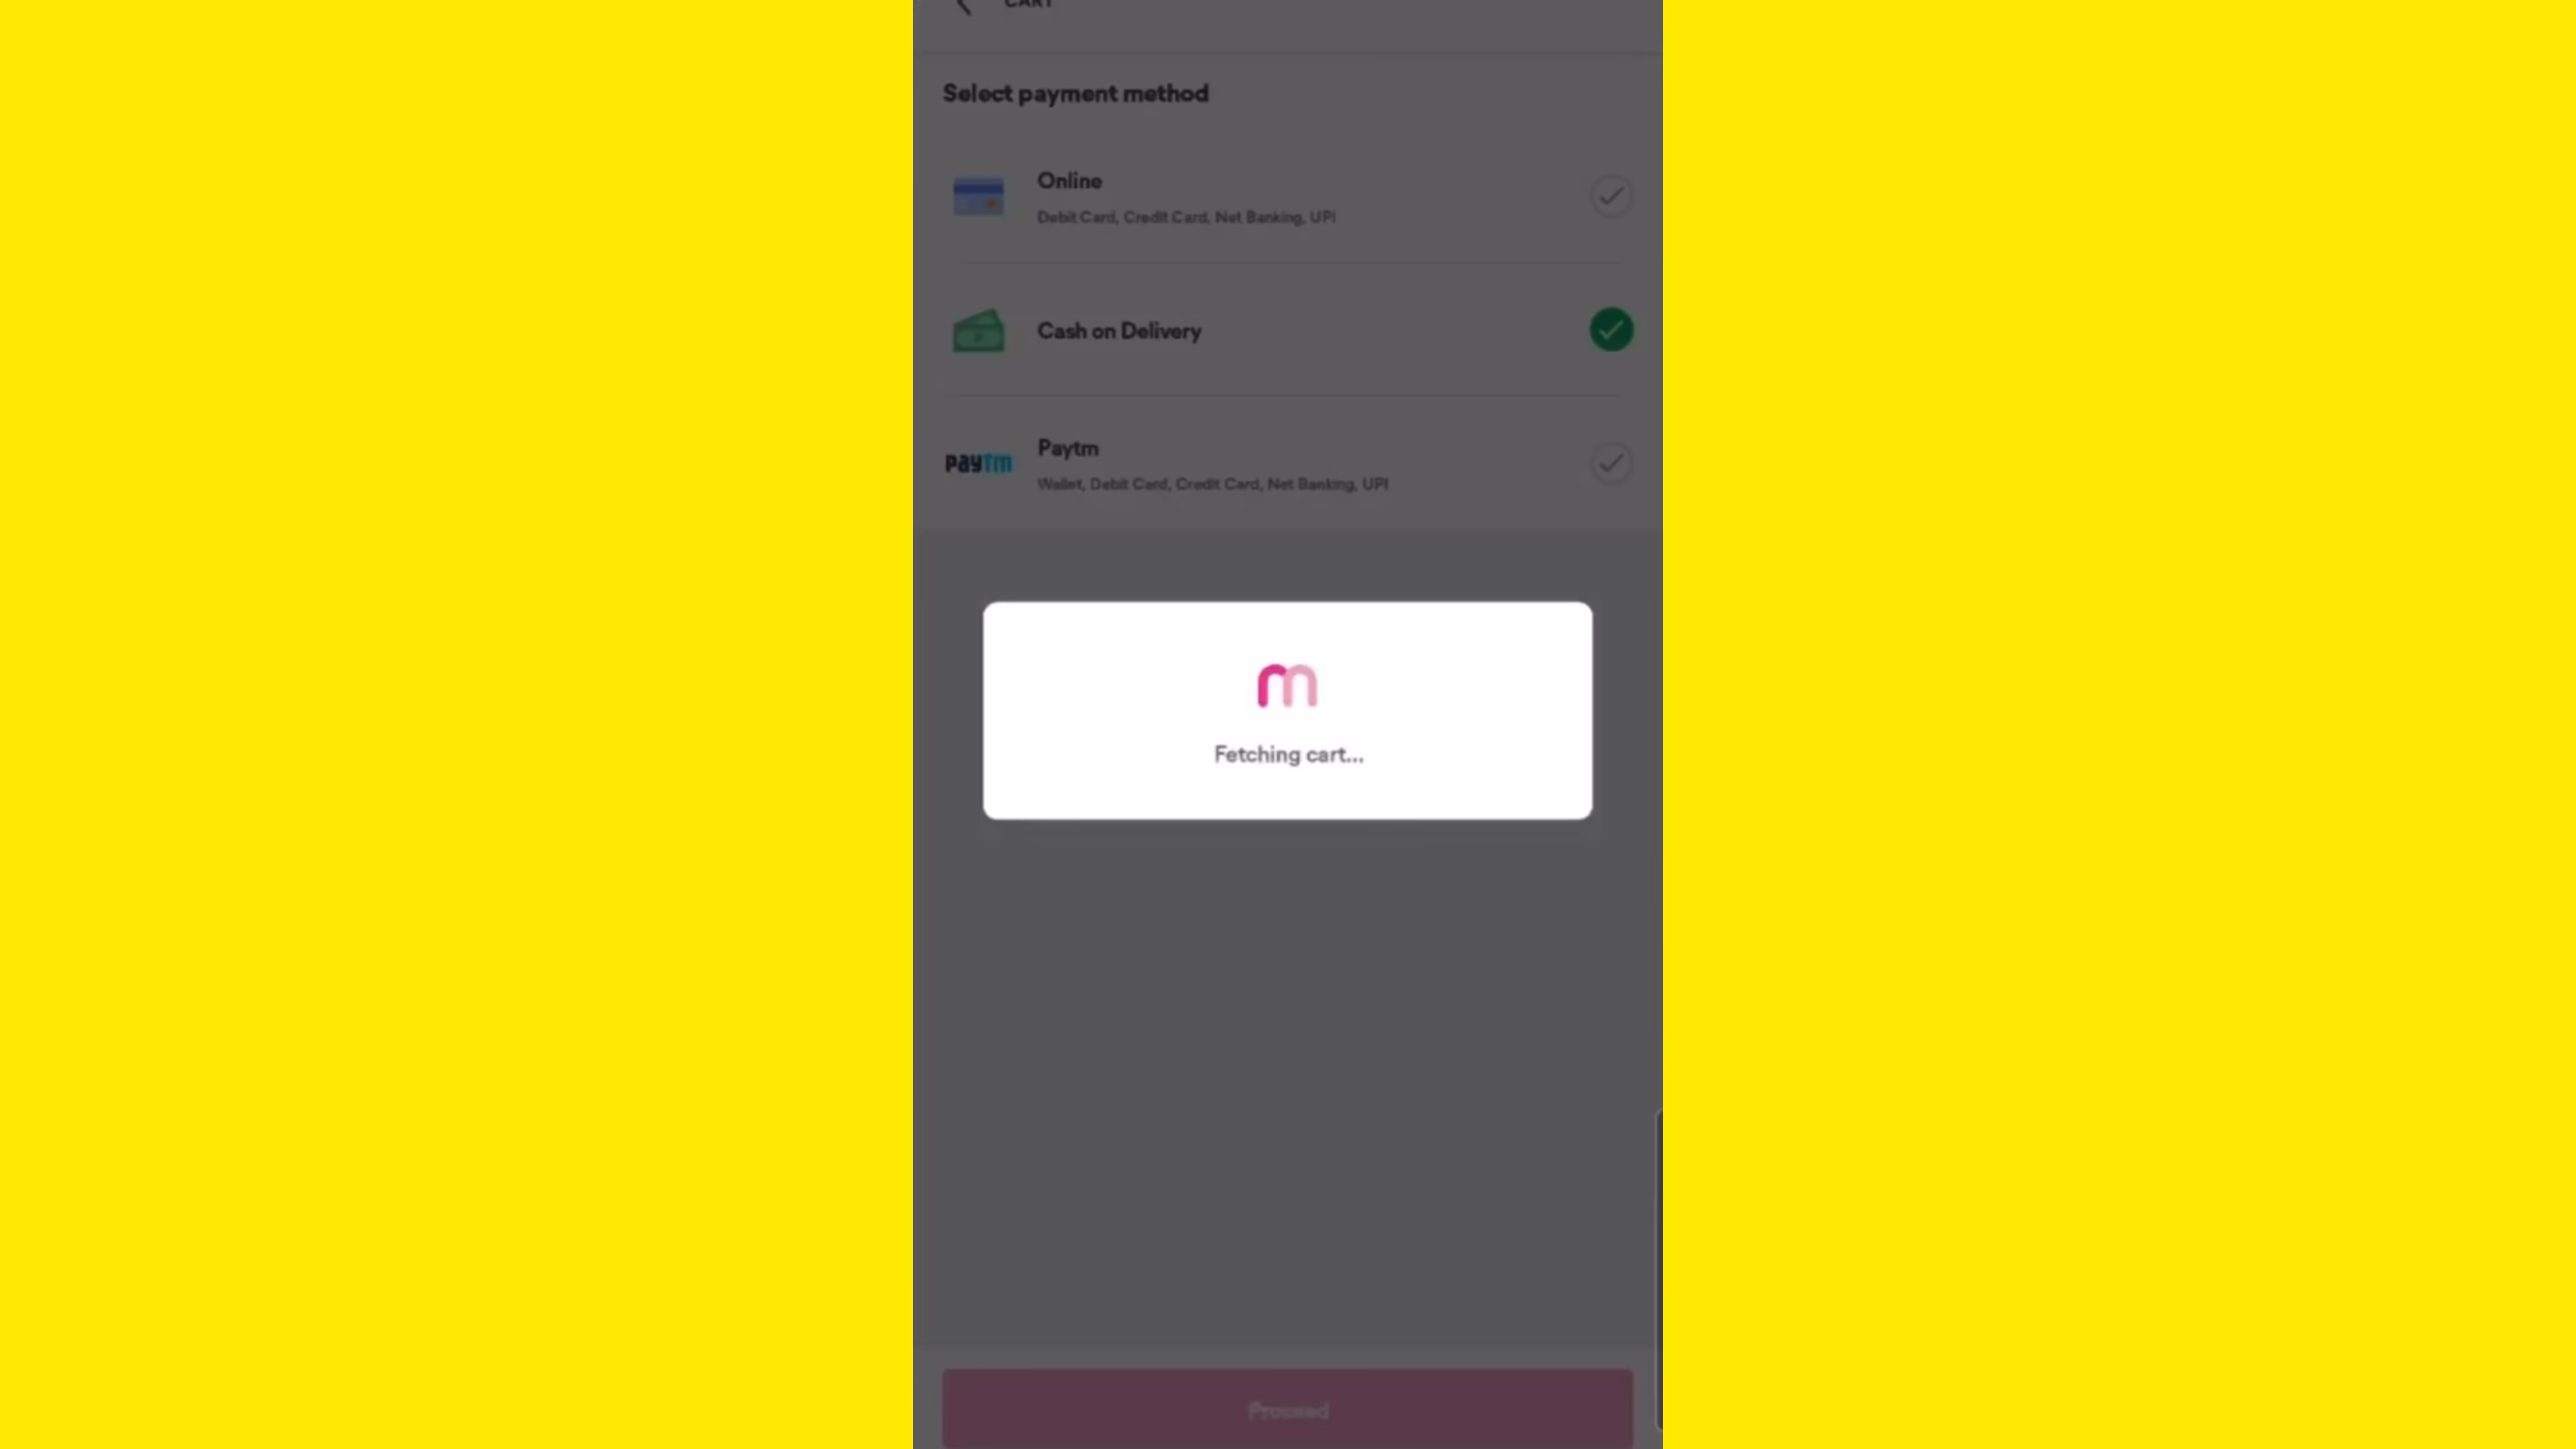 CART
Select payment method
Online
Debit Card, Credit Card, Net Banking, UPI
Cash on Delivery
paytm
Paytm
Wallet, Debit Card, Credit Card, Net Banking, UPI
m
Fetching cart...
Proceed